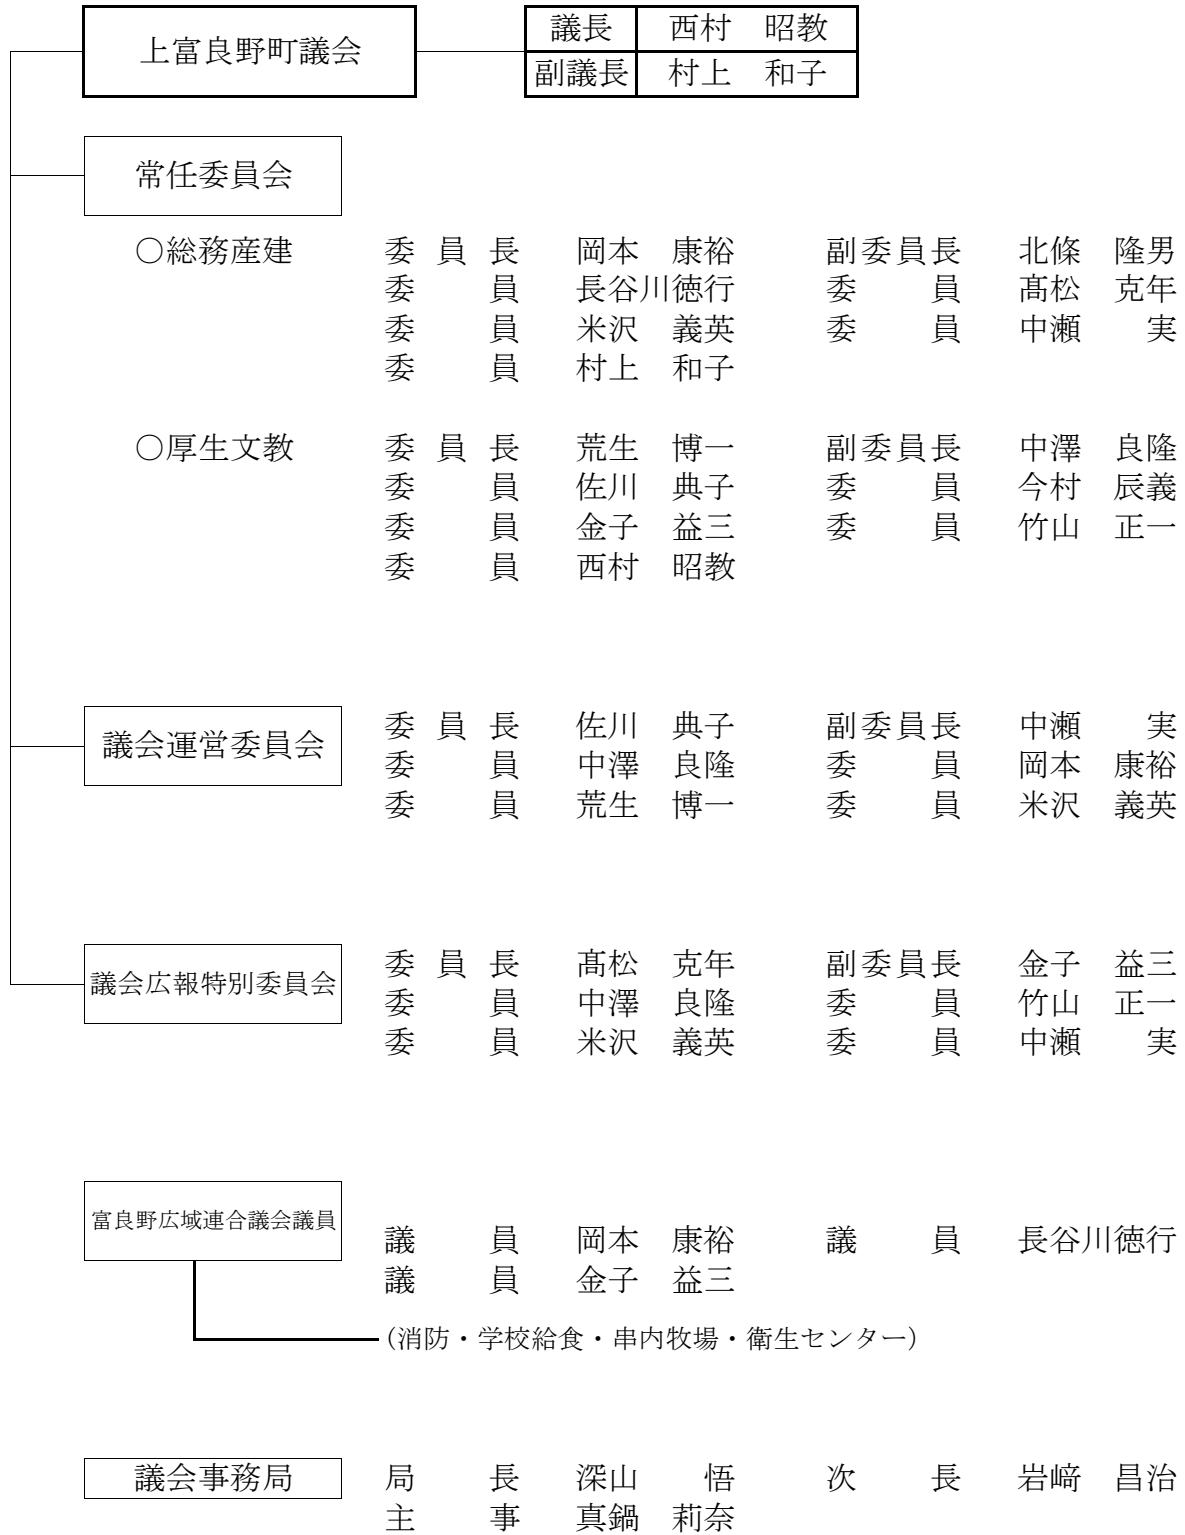 上富良野町議会 議長 西村 昭教
副議長 村上 和子
常任委員会
〇総務産建 委員長 岡本 康裕 副委員長 北條 隆男
委員 長谷川徳行 委員 髙松 克年
委員 米沢 義英 委員 中瀬 実
委員 村上 和子
〇厚生文教 委員長 荒生 博一 副委員長 中澤 良隆
委員 佐川 典子 委員 今村 辰義
委員 金子 益三 委員 竹山 正一
委員 西村 昭教
議会運営委員会 委員長 佐川 典子 副委員長 中瀬 実
委員 中澤 良隆 委員 岡本 康裕
委員 荒生 博一 委員 米沢 義英
議会広報特別委員会 委員長 髙松 克年 副委員長 金子 益三
委員 中澤 良隆 委員 竹山 正一
委員 米沢 義英 委員 中瀬 実
富良野広域連合議会議員
議員 岡本 康裕 議員 長谷川徳行
議員 金子 益三
(消防・学校給食・串内牧場・衛生センター)
議会事務局 局長 深山 悟 次長 岩﨑 昌治
主事 真鍋 莉奈